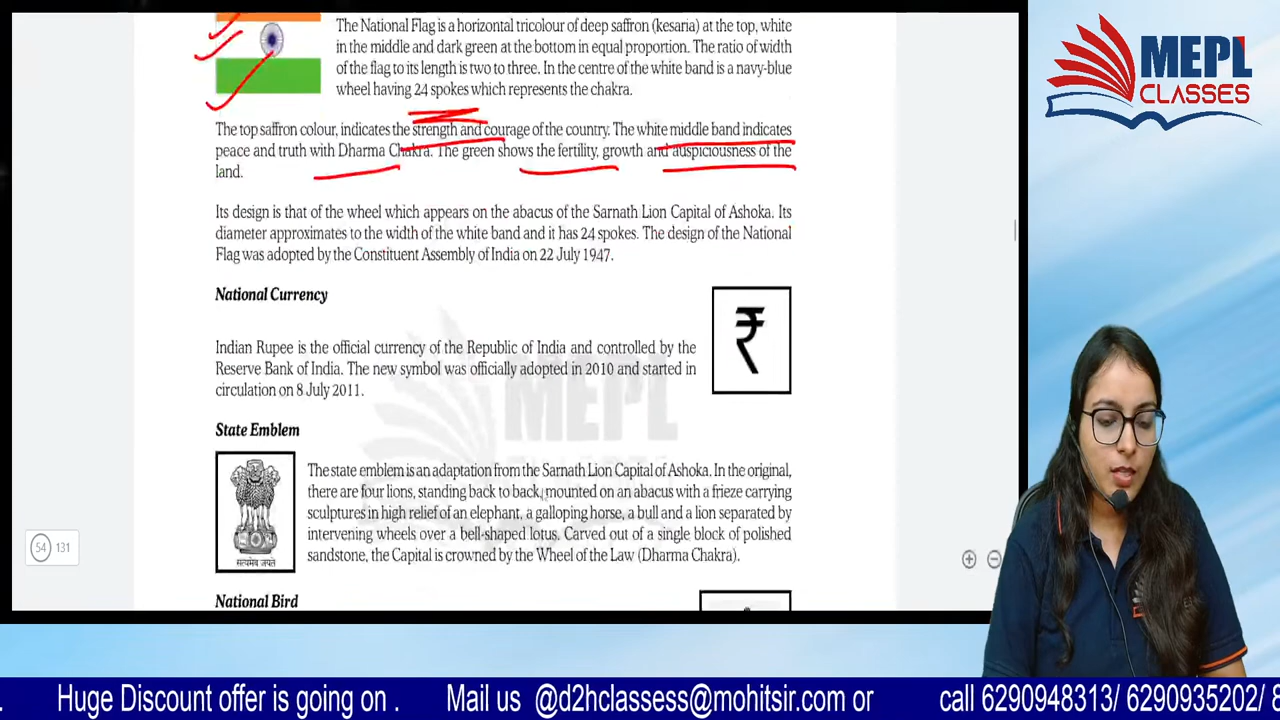 The National Flag is a horizontal tricolour of deep saffron (kesaria) at the top, white
in the middle and dark green at the bottom in equal proportion. The ratio of width
of the flag to its length is two to three. In the centre of the white band is a navy-blue
wheel having 24 spokes which represents the chakra.
The top saffron colour, indicates the strength and courage of the country. The white middle band indicates
peace and truth with Dharma Chakra. The green shows the fertility, growth and auspiciousness of the
land.
Its design is that of the wheel which appears on the abacus of the Sarnath Lion Capital of Ashoka. Its
diameter approximates to the width of the white band and it has 24 spokes. The design of the National
Flag was adopted by the Constituent Assembly of India on 22 July 1947.
National Currency
₹
Indian Rupee is the official currency of the Republic of India and controlled by the
Reserve Bank of India. The new symbol was officially adopted in 2010 and started in
circulation on 8 July 2011.
State Emblem
The state emblem is an adaptation from the Sarnath Lion Capital of Ashoka. In the original,
there are four lions, standing back to back, mounted on an abacus with a frieze carrying
sculptures in high relief of an elephant, a galloping horse, a bull and a lion separated by
intervening wheels over a bell-shaped lotus. Carved out of a single block of polished
sandstone, the Capital is crowned by the Wheel of the Law (Dharma Chakra).
सत्यमेव जयते
National Bird
54 131
MEPL
CLASSES
MEPL
Huge Discount offer is going on . Mail us @d2hclassess@mohitsir.com or call 6290948313/ 6290935202/ 8